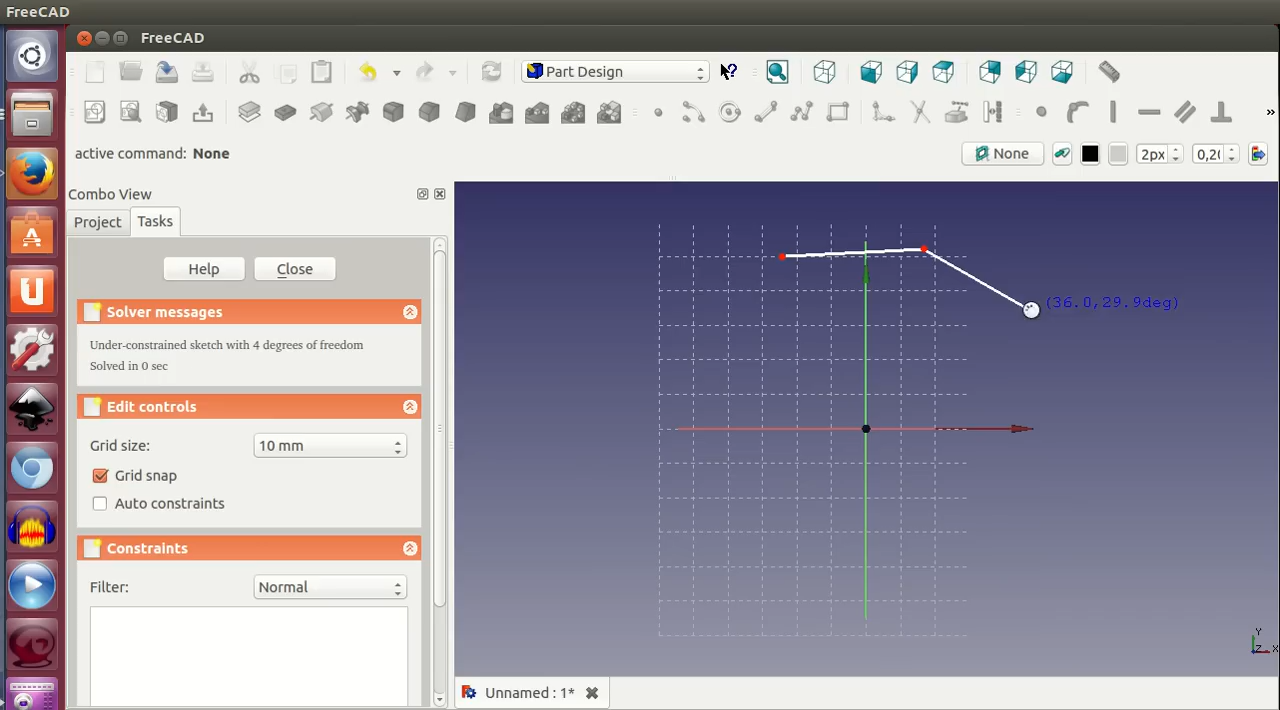 FreeCAD
FreeCAD
Part Design
active command: None
None
2px
0,2(
Combo View
Project
Tasks
Help
Close
Solver messages
Under-constrained sketch with 4 degrees of freedom
Solved in 0 sec
Edit controls
Grid size:
10 mm
Grid snap
Auto constraints
Constraints
Filter:
Normal
(36.0,29.9deg)
Y
Z
X
Unnamed : 1*